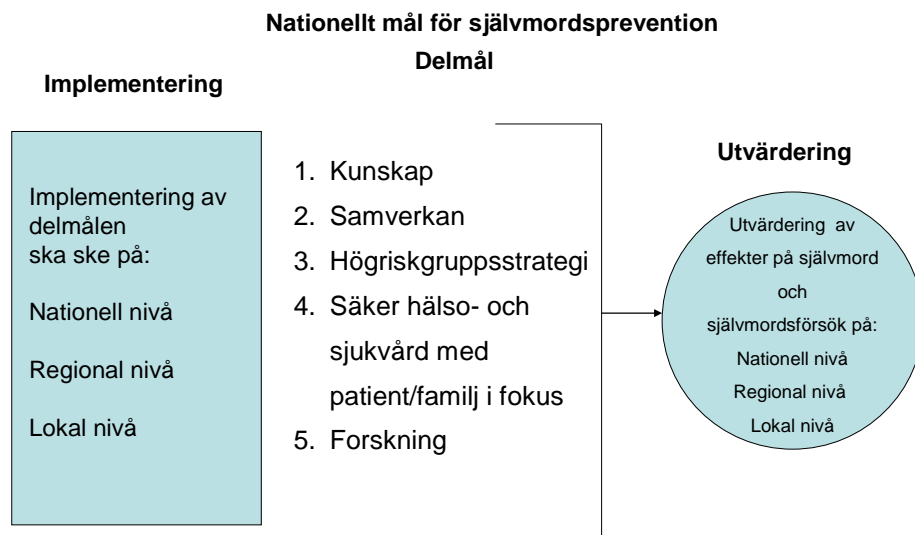 Nationellt mål för självmordsprevention
Delmål
Implementering
Implementering av
delmålen
ska ske på:
Nationell nivå
Regional nivå
Lokal nivå
1. Kunskap
2. Samverkan
3. Högriskgruppsstrategi
4. Säker hälso- och
sjukvård med
patient/familj i fokus
5. Forskning
Utvärdering
Utvärdering av
effekter på självmord
och
självmordsförsök på:
Nationell nivå
Regional nivå
Lokal nivå